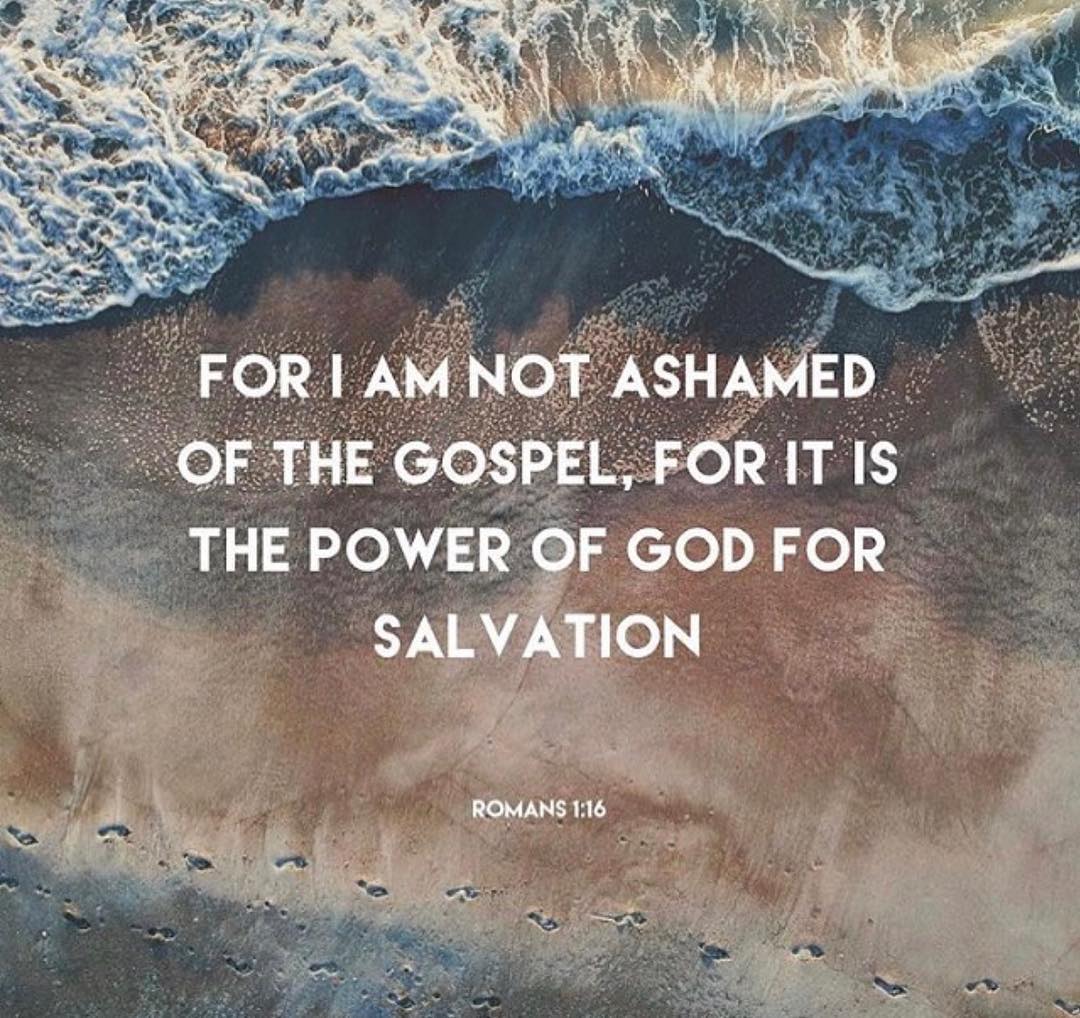 FOR I AM NOT ASHAMED
OF THE GOSPEL, FOR IT IS
THE POWER OF GOD FOR
SALVATION
ROMANS 1:16